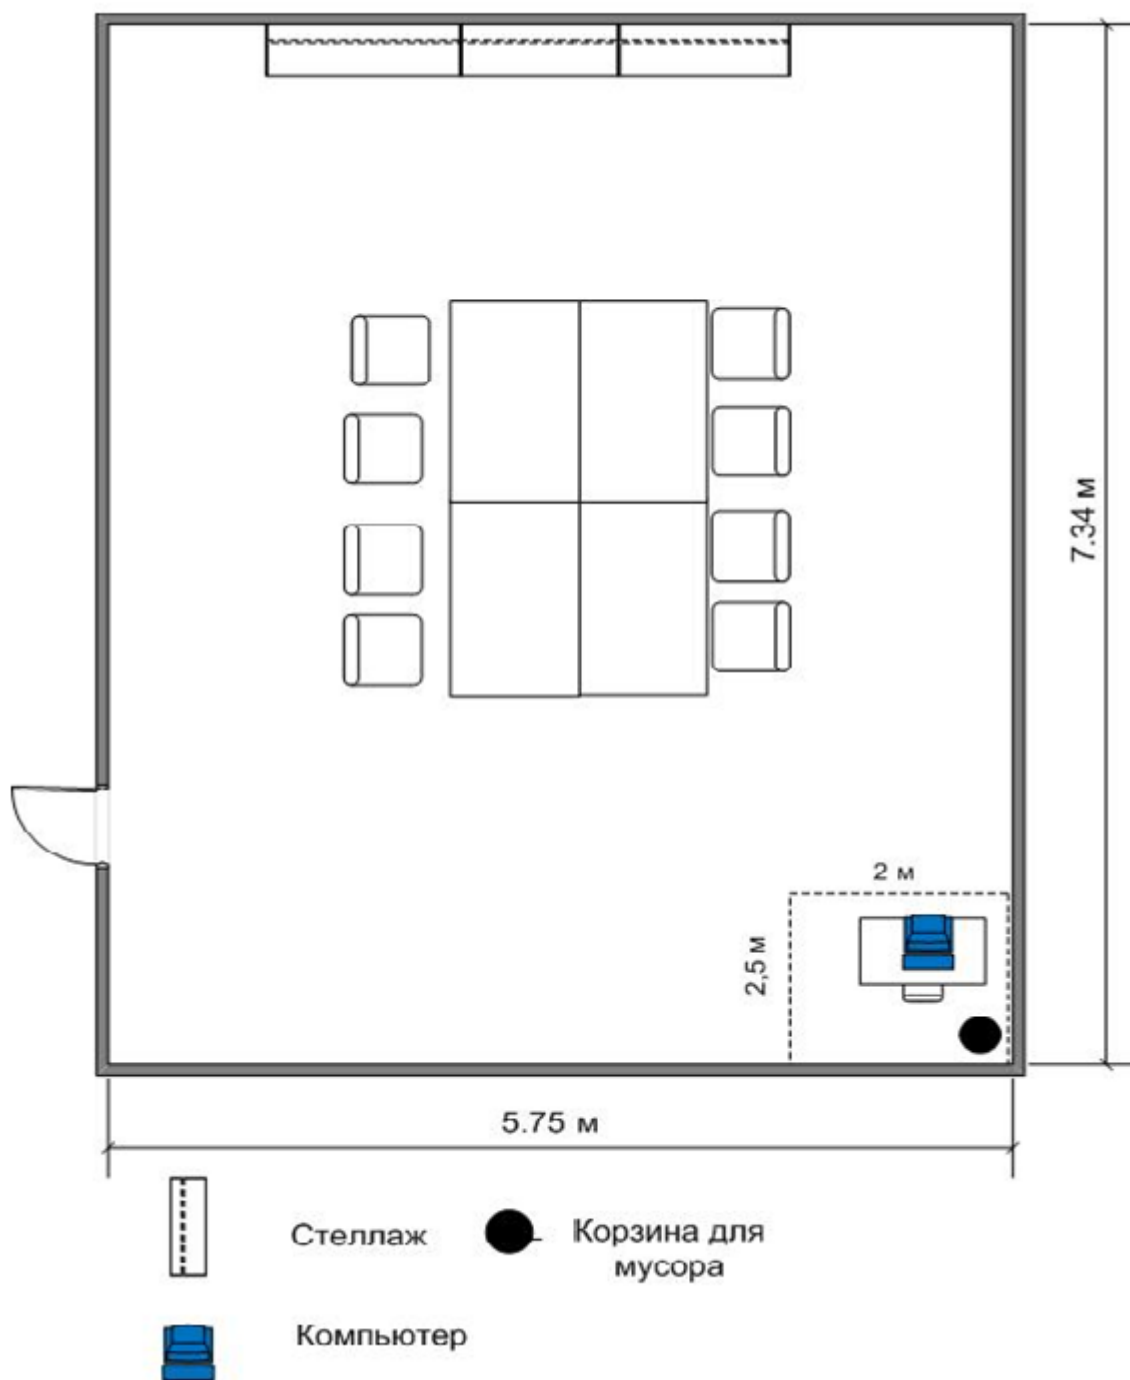 7.34 м
2 м
2,5 м
5.75 м
Стеллаж
Корзина для
мусора
Компьютер